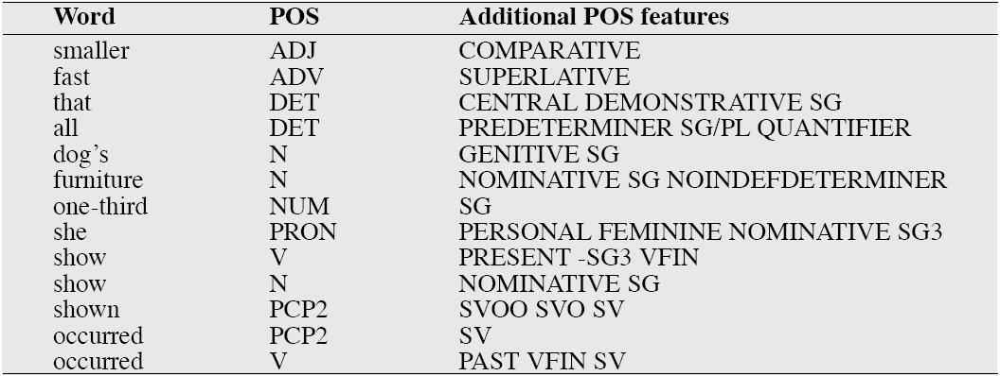 Word POS Additional POS features
smaller ADJ COMPARATIVE
fast ADV SUPERLATIVE
that DET CENTRAL DEMONSTRATIVE SG
all DET PREDETERMINER SG/PL QUANTIFIER
dog’s N GENITIVE SG
furniture N NOMINATIVE SG NOINDEFDETERMINER
one-third NUM SG
she PRON PERSONAL FEMININE NOMINATIVE SG3
show V PRESENT -SG3 VFIN
show N NOMINATIVE SG
shown PCP2 SVOO SVO SV
occurred PCP2 SV
occurred V PAST VFIN SV